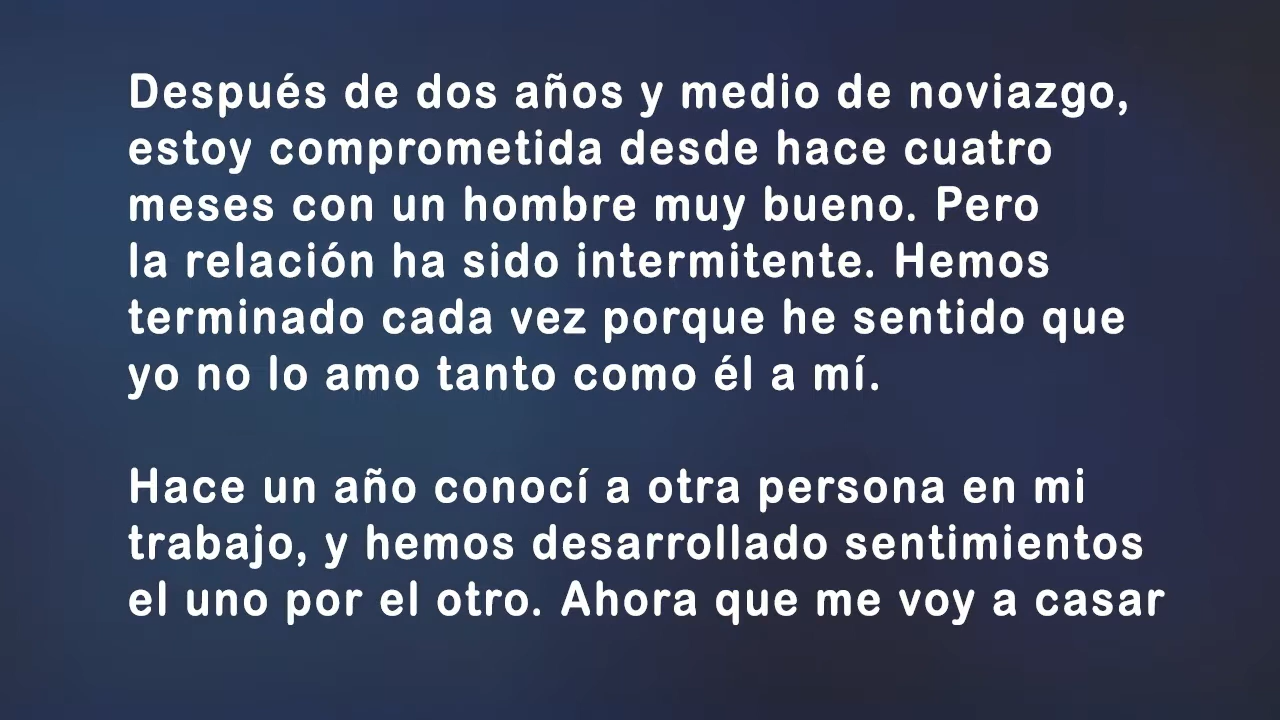 Después de dos años y medio de noviazgo,
estoy comprometida desde hace cuatro
meses con un hombre muy bueno. Pero
la relación ha sido intermitente. Hemos
terminado cada vez porque he sentido que
yo no lo amo tanto como él a mí.
Hace un año conocí a otra persona en mi
trabajo, y hemos desarrollado sentimientos
el uno por el otro. Ahora que me voy a casar